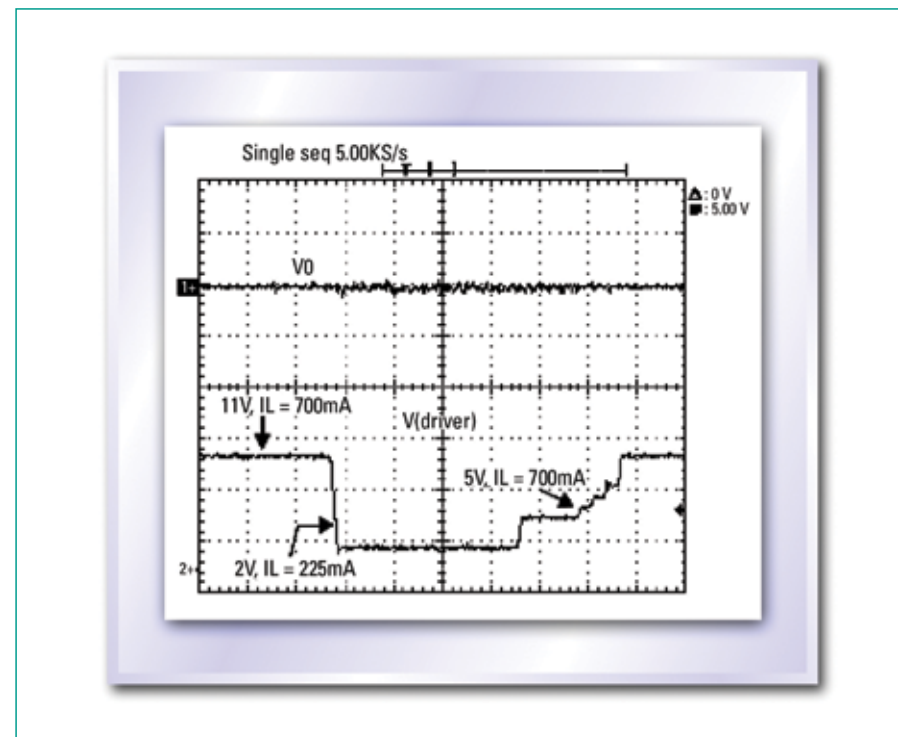 Single seq 5.00KS/s
Δ: 0 V
■: 5.00 V
V0
1+
11V, IL = 700mA
V(driver)
5V, IL = 700mA
2V, IL = 225mA
2+